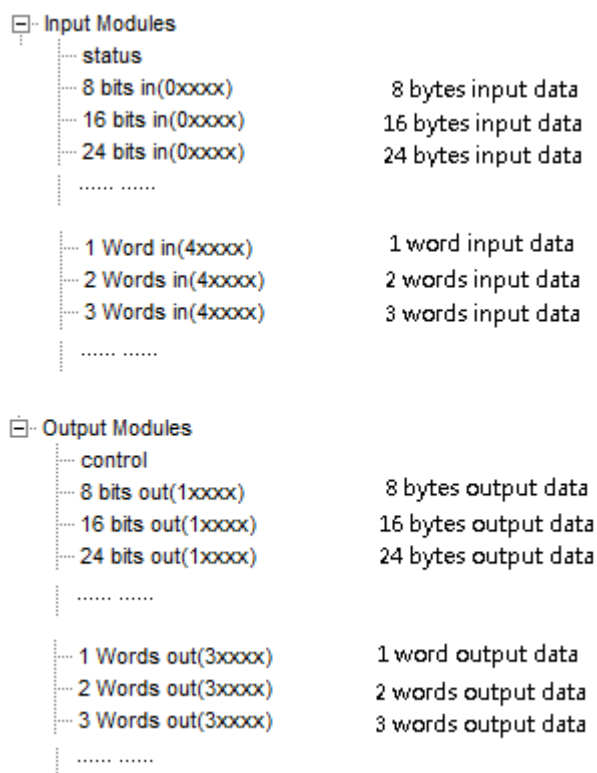 Input Modules
status
8 bits in(0xxxx) 8 bytes input data
16 bits in(0xxxx) 16 bytes input data
24 bits in(0xxxx) 24 bytes input data
...... ......
1 Word in(4xxxx) 1 word input data
2 Words in(4xxxx) 2 words input data
3 Words in(4xxxx) 3 words input data
...... ......
Output Modules
control
8 bits out(1xxxx) 8 bytes output data
16 bits out(1xxxx) 16 bytes output data
24 bits out(1xxxx) 24 bytes output data
...... ......
1 Words out(3xxxx) 1 word output data
2 Words out(3xxxx) 2 words output data
3 Words out(3xxxx) 3 words output data
...... ......